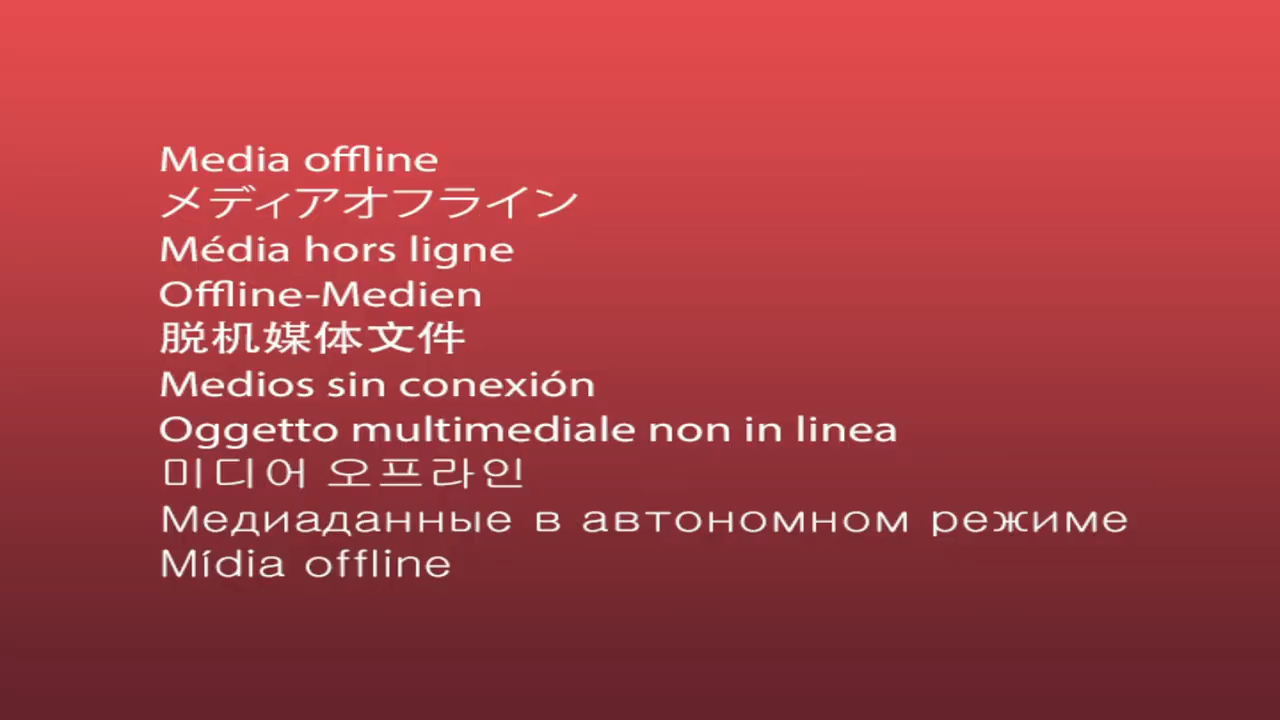 Media offline
メディアオフライン
Média hors ligne
Offline-Medien
脱机媒体文件
Medios sin conexión
Oggetto multimediale non in linea
미디어 오프라인
Медиаданные в автономном режиме
Mídia offline